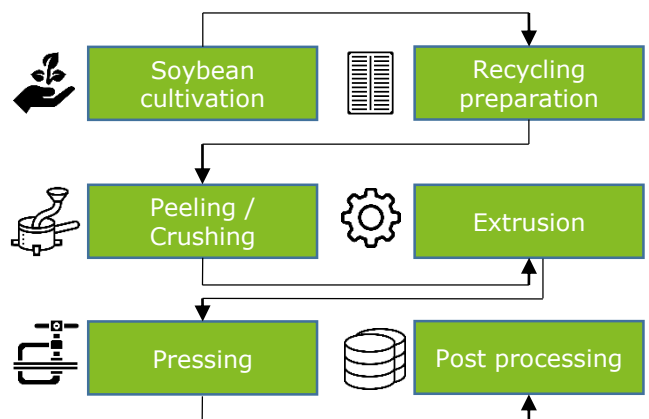 Soybean
cultivation
Recycling
preparation
Peeling /
Crushing
Extrusion
Pressing
Post processing